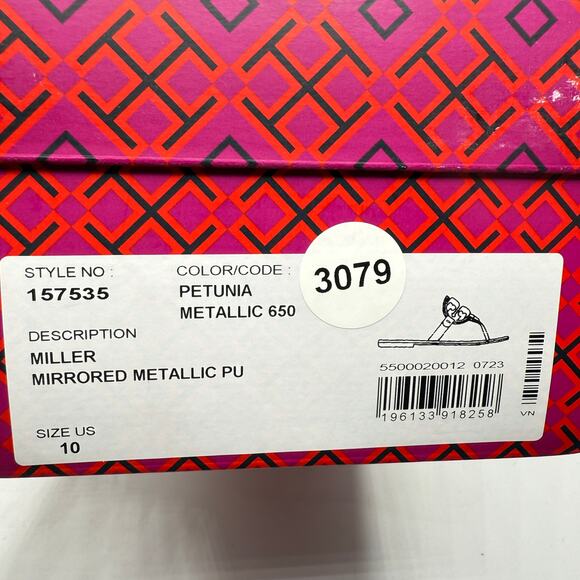 STYLE NO :
157535
COLOR/CODE :
PETUNIA
METALLIC 650
3079
DESCRIPTION
MILLER
MIRRORED METALLIC PU
5500020012 0723
196133 918258
VN
SIZE US
10